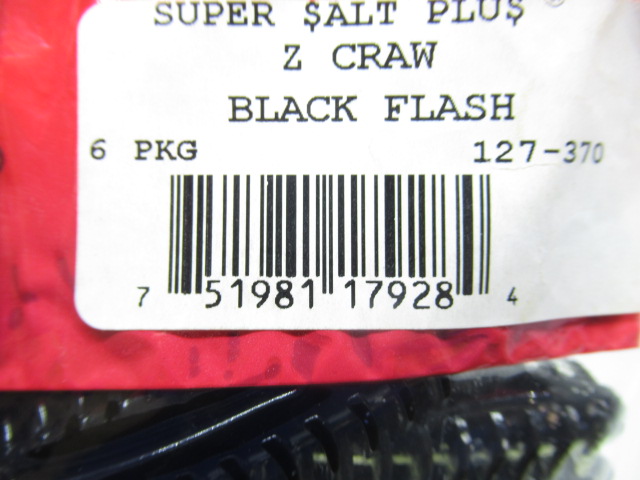 SUPER $ALT PLU$ ®
Z CRAW
BLACK FLASH
6 PKG 127-370
7 51981 17928 4